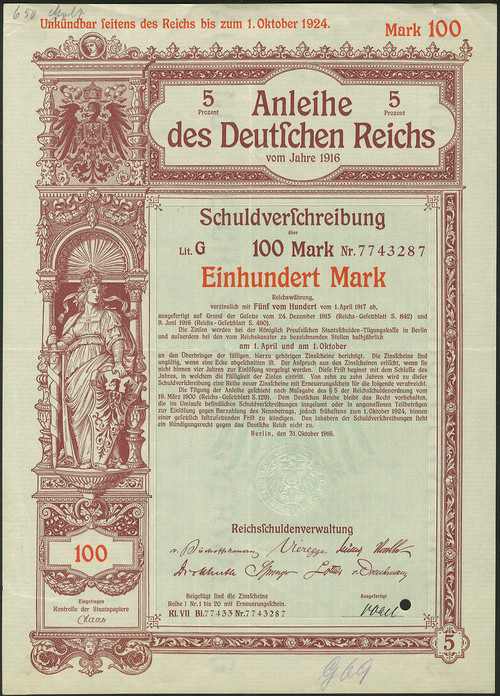 Unkündbar seitens des Reichs bis zum 1. Oktober 1924.
Mark 100
5 Prozent
Anleihe
5 Prozent
des Deutschen Reichs
vom Jahre 1916
Schuldverschreibung
über
Lit. G 100 Mark Nr. 7743287
Einhundert Mark
Reichswährung,
verzinslich mit Fünf vom Hundert vom 1. April 1917 ab,
ausgefertigt auf Grund der Gesetze vom 24. Dezember 1915 (Reichs-Gesetzblatt S. 842) und
9. Juni 1916 (Reichs-Gesetzblatt S. 490).
Die Zinsen werden bei der Königlich Preußischen Staatsschulden-Tilgungskasse in Berlin
und ausserdem bei den vom Reichskanzler zu bezeichnenden Stellen halbjährlich
am 1. April und am 1. Oktober
an den Überbringer der fälligen, hierzu gehörigen Zinsscheine berichtigt. Die Zinsscheine sind
ungültig, wenn eine Ecke abgeschnitten ist. Der Anspruch aus den Zinsscheinen erlischt, wenn sie
nicht binnen vier Jahren zur Einlösung vorgelegt werden. Diese Frist beginnt mit dem Schlusse des
Jahres, in welchem die Fälligkeit der Zinsen eintritt. Von zehn zu zehn Jahren wird zu dieser
Schuldverschreibung eine Reihe neuer Zinsscheine mit Erneuerungsschein für die folgende verabreicht.
Die Tilgung der Anleihe geschieht nach Massgabe des § 5 der Reichsschuldenordnung vom
19. März 1900 (Reichs-Gesetzblatt S. 129). Dem Deutschen Reiche bleibt das Recht vorbehalten,
die im Umlaufe befindlichen Schuldverschreibungen insgesamt oder in angemessenen Teilbeträgen
zur Einlösung gegen Barzahlung des Nennbetrags, jedoch frühestens zum 1. Oktober 1924, binnen
einer gesetzlich festzusetzenden Frist zu kündigen. Den Inhabern der Schuldverschreibungen steht
ein Kündigungsrecht gegen das Deutsche Reich nicht zu.
Berlin, den 31. Oktober 1916.
Reichsschuldenverwaltung
v. Bischoffshausen Vieregge
Dickhuth Springer v. Drachmann
100
Eingetragen
Kontrolle der Staatspapiere
Haas
Beigefügt sind die Zinsscheine
Reihe 1 Nr. 1 bis 20 mit Erneuerungsschein.
Ausgefertigt
Kl. VII Bl. 77433 Nr. 7743287
5